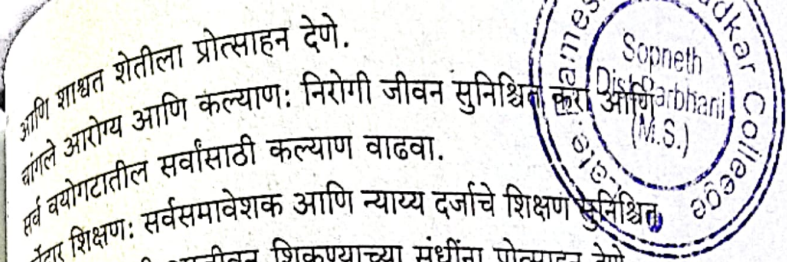 आणि शाश्वत शेतीला प्रोत्साहन देणे.
चांगले आरोग्य आणि कल्याण: निरोगी जीवन सुनिश्चित करा आणि
सर्व वयोगटातील सर्वांसाठी कल्याण वाढवा.
शिक्षण: सर्वसमावेशक आणि न्याय्य दर्जाचे शिक्षण सुनिश्चित
शिकण्याच्या संधींना प्रोत्साहन देणे
Sopneth
Dist. Parbhani
(M.S.)
College